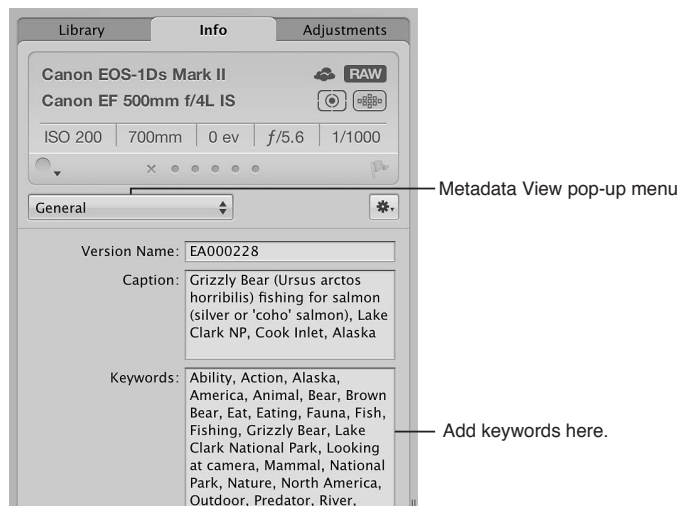 Library Info Adjustments
Canon EOS-1Ds Mark II RAW
Canon EF 500mm f/4L IS
ISO 200 700mm 0 ev ƒ/5.6 1/1000
Metadata View pop-up menu
General
Version Name: EA000228
Caption: Grizzly Bear (Ursus arctos
horribilis) fishing for salmon
(silver or 'coho' salmon), Lake
Clark NP, Cook Inlet, Alaska
Keywords: Ability, Action, Alaska,
America, Animal, Bear, Brown
Bear, Eat, Eating, Fauna, Fish,
Fishing, Grizzly Bear, Lake
Add keywords here.
Clark National Park, Looking
at camera, Mammal, National
Park, Nature, North America,
Outdoor, Predator, River,